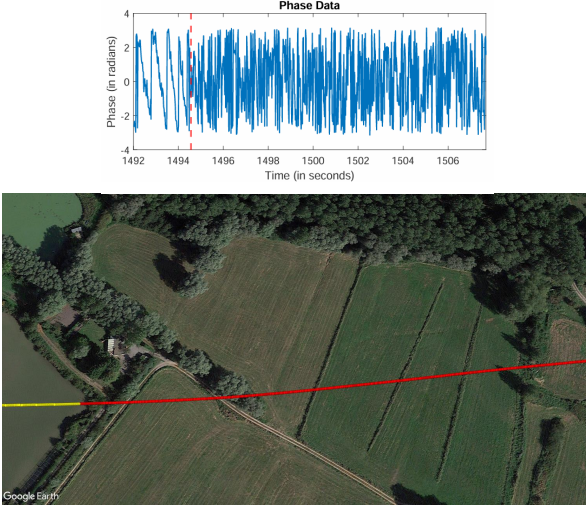 Phase Data
4
2
0
-2
-4
Phase (in radians)
1492 1494 1496 1498 1500 1502 1504 1506
Time (in seconds)
Google Earth